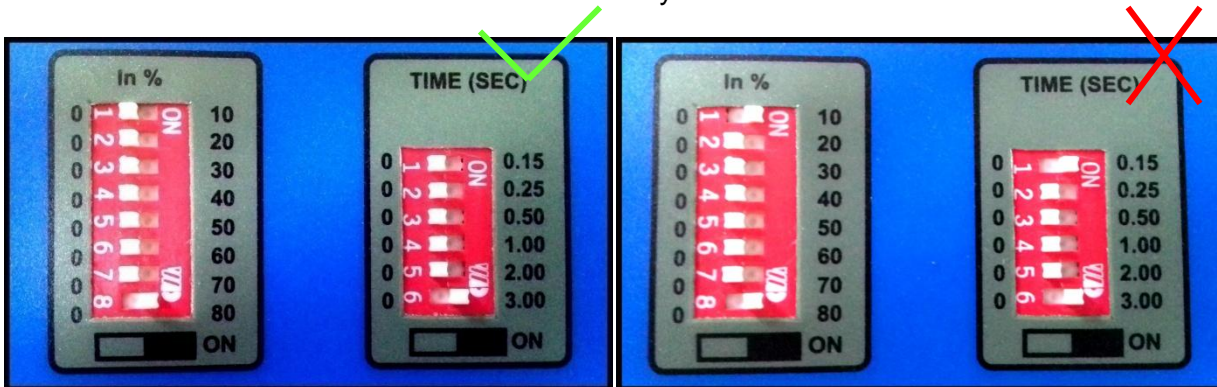 In %
0 1 ON 10
0 2 20
0 3 30
0 4 40
0 5 50
0 6 60
0 7 70
0 8 80
ON
TIME (SEC)
0 1 ON 0.15
0 2 0.25
0 3 0.50
0 4 1.00
0 5 2.00
0 6 3.00
ON
In %
0 1 ON 10
0 2 20
0 3 30
0 4 40
0 5 50
0 6 60
0 7 70
0 8 80
ON
TIME (SEC)
0 1 ON 0.15
0 2 0.25
0 3 0.50
0 4 1.00
0 5 2.00
0 6 3.00
ON